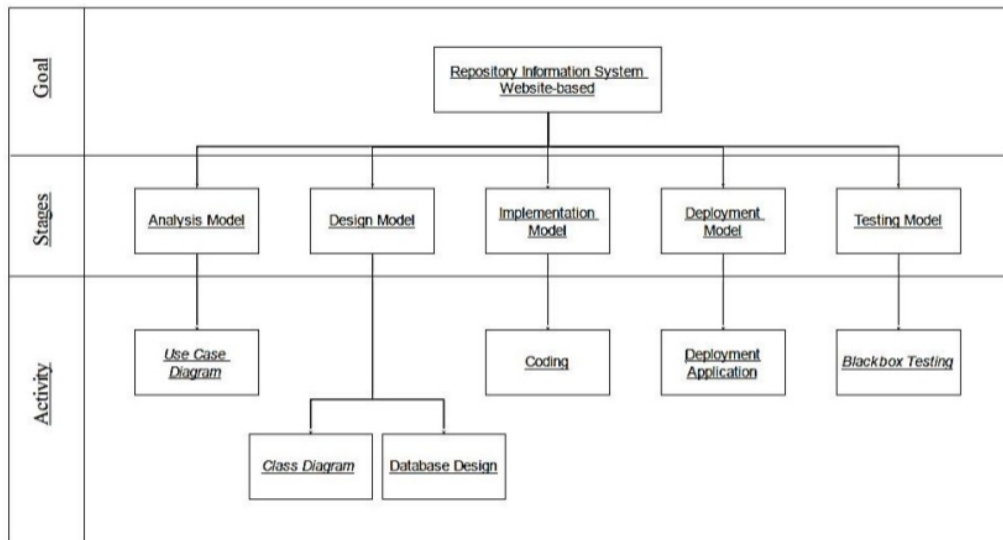 Goal
Repository Information System
Website-based
Stages
Analysis Model
Design Model
Implementation
Model
Deployment
Model
Testing Model
Activity
Use Case
Diagram
Coding
Deployment
Application
Blackbox Testing
Class Diagram
Database Design